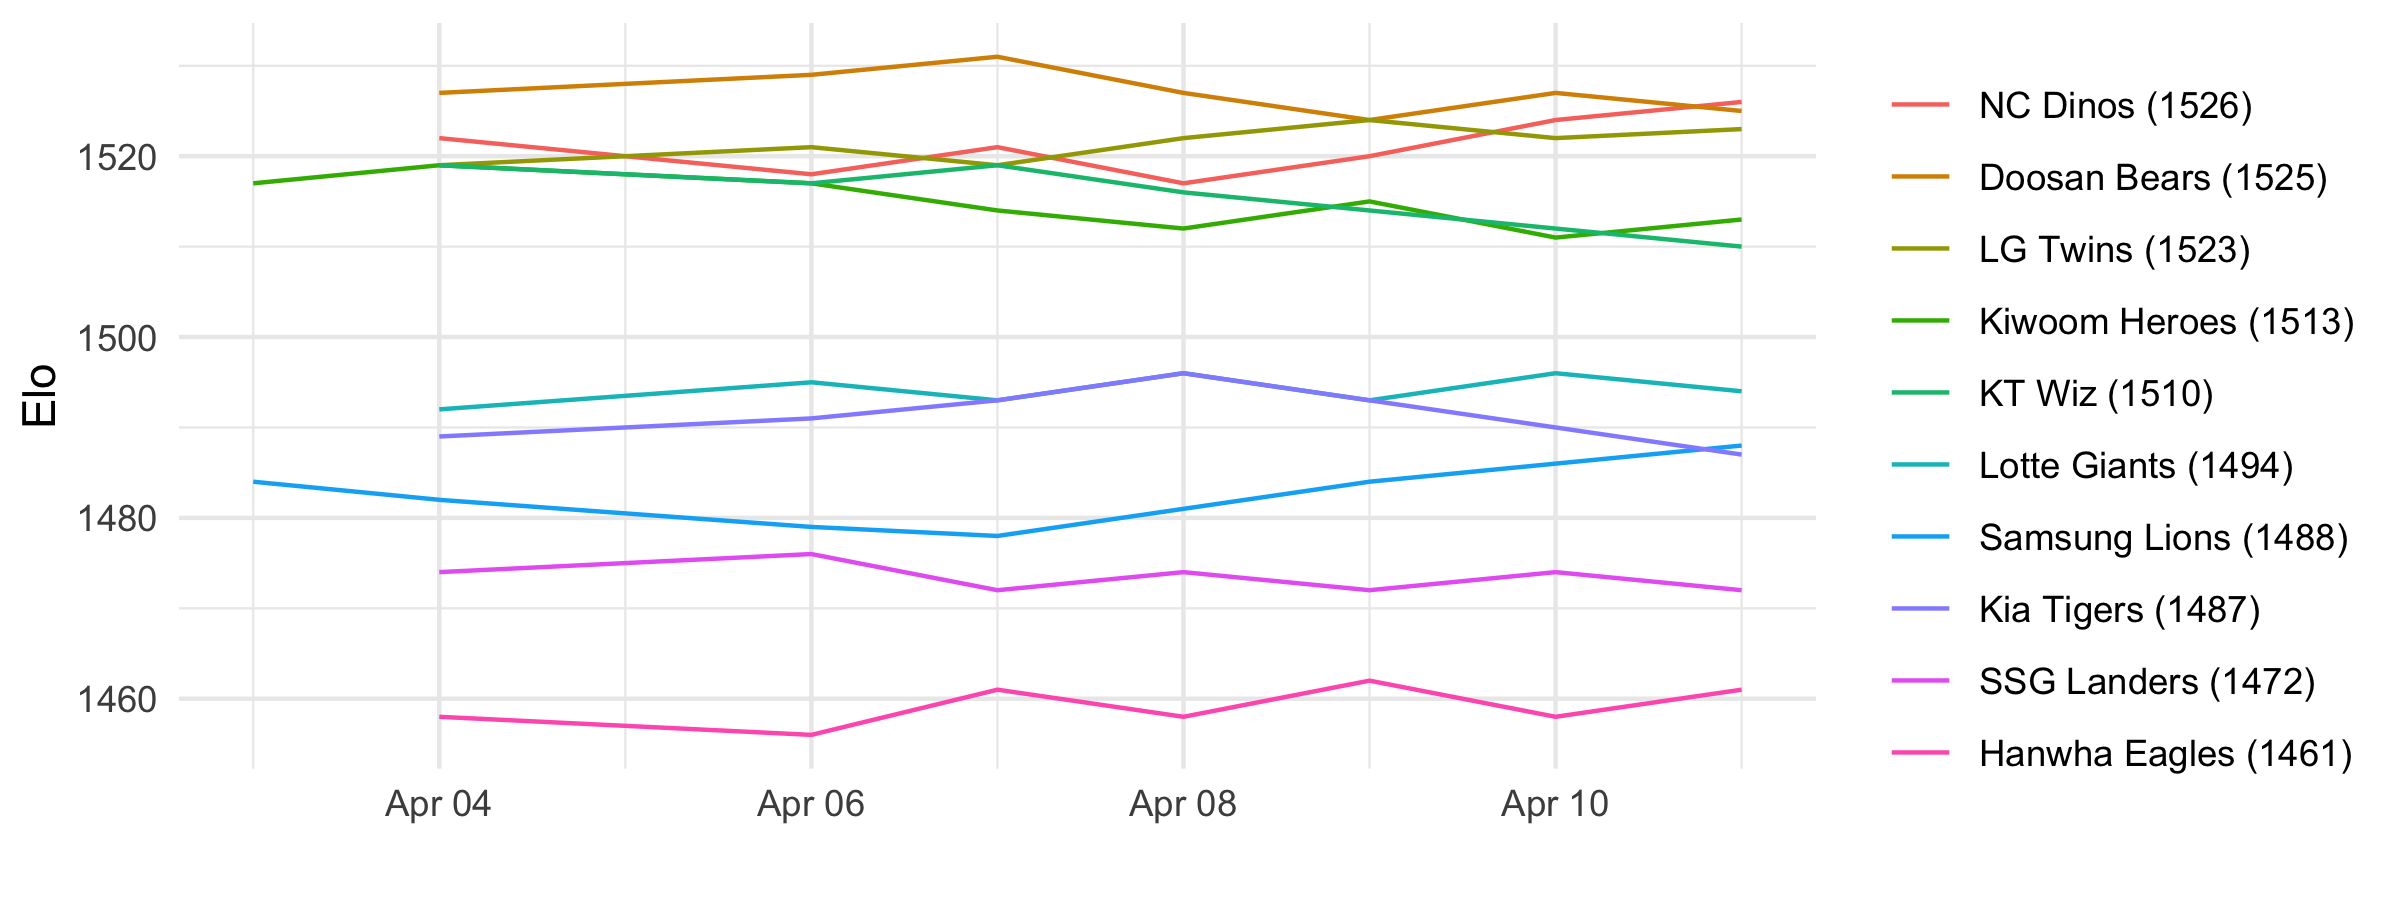 Elo
1520
1500
1480
1460
Apr 04
Apr 06
Apr 08
Apr 10
NC Dinos (1526)
Doosan Bears (1525)
LG Twins (1523)
Kiwoom Heroes (1513)
KT Wiz (1510)
Lotte Giants (1494)
Samsung Lions (1488)
Kia Tigers (1487)
SSG Landers (1472)
Hanwha Eagles (1461)